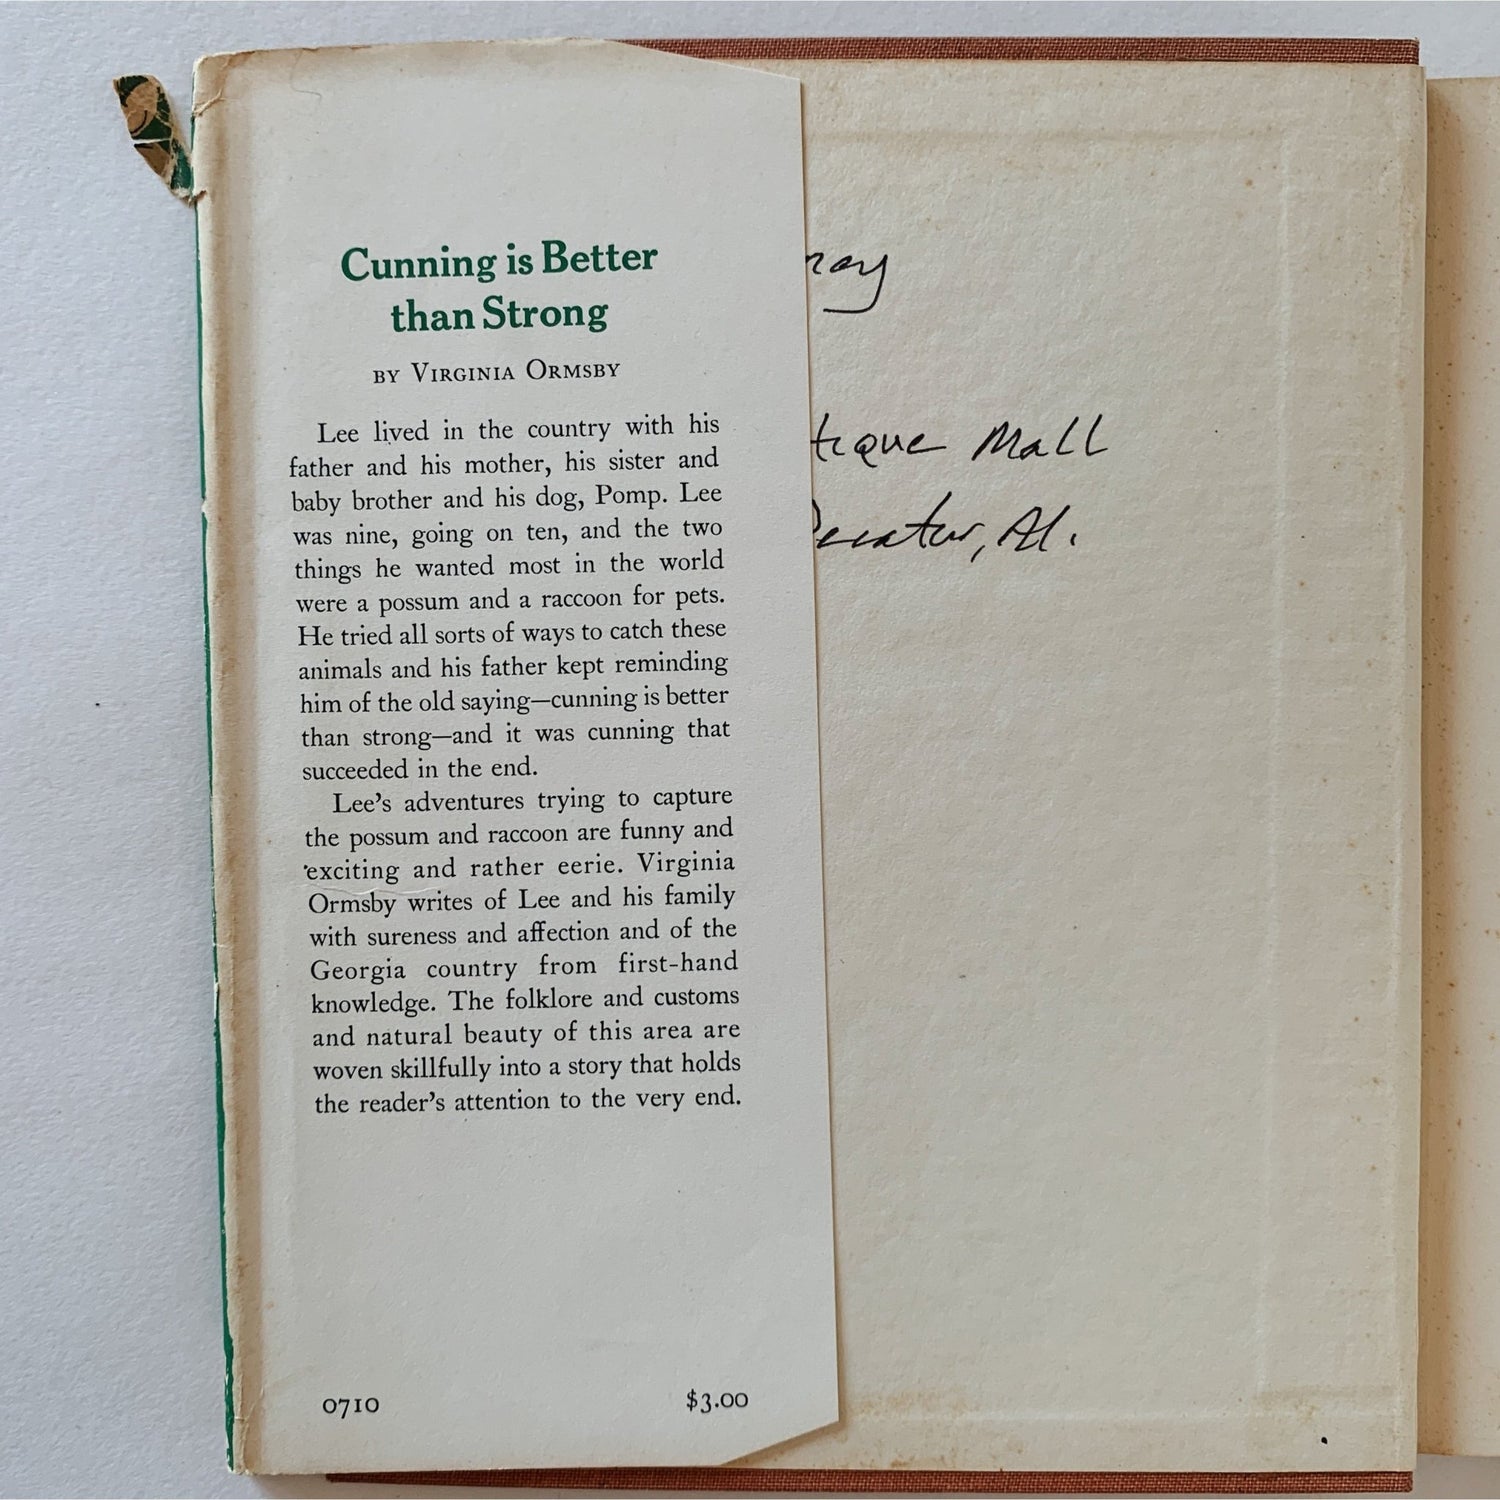 Cunning is Better
than Strong
BY VIRGINIA ORMSBY
Lee lived in the country with his
father and his mother, his sister and
baby brother and his dog, Pomp. Lee
was nine, going on ten, and the two
things he wanted most in the world
were a possum and a raccoon for pets.
He tried all sorts of ways to catch these
animals and his father kept reminding
him of the old saying—cunning is better
than strong—and it was cunning that
succeeded in the end.
Lee's adventures trying to capture
the possum and raccoon are funny and
exciting and rather eerie. Virginia
Ormsby writes of Lee and his family
with sureness and affection and of the
Georgia country from first-hand
knowledge. The folklore and customs
and natural beauty of this area are
woven skillfully into a story that holds
the reader's attention to the very end.
0710 $3.00
tique Mall
Decatur, Al.